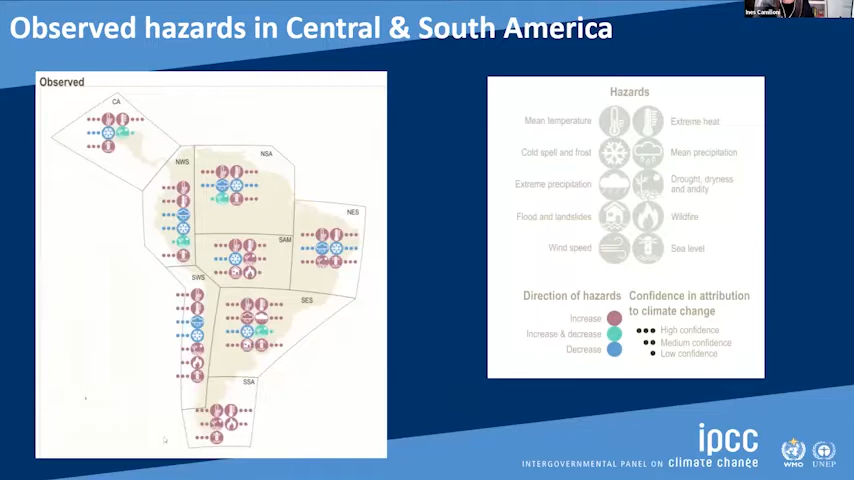 Ines Camilloni
Observed hazards in Central & South America
Observed
CA
NWS
NSA
NES
SAM
SWS
SES
SSA
Hazards
Mean temperature
Extreme heat
Cold spell and frost
Mean precipitation
Extreme precipitation
Drought, dryness
and aridity
Flood and landslides
Wildfire
Wind speed
Sea level
Direction of hazards
Increase
Increase & decrease
Decrease
Confidence in attribution
to climate change
High confidence
Medium confidence
Low confidence
ipcc
INTERGOVERNMENTAL PANEL ON climate change
WMO
UNEP